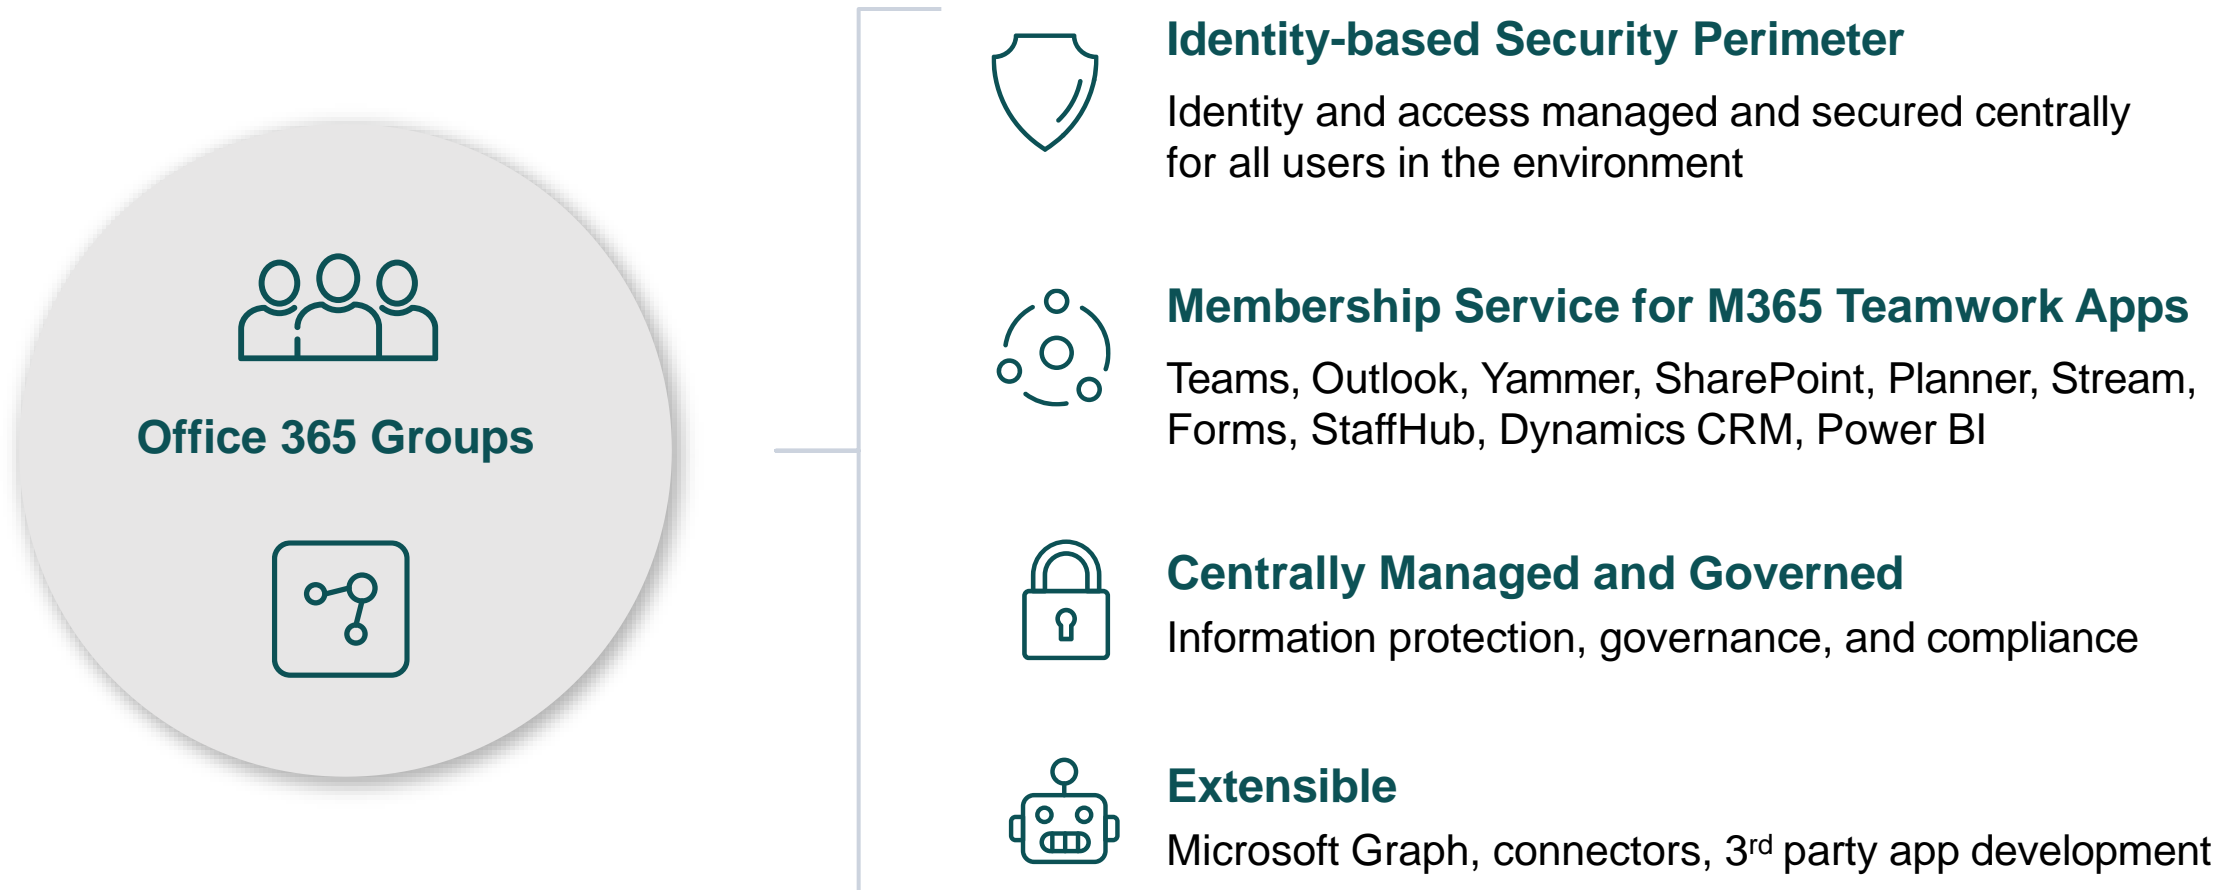 Office 365 Groups
Identity-based Security Perimeter
Identity and access managed and secured centrally
for all users in the environment
Membership Service for M365 Teamwork Apps
Teams, Outlook, Yammer, SharePoint, Planner, Stream,
Forms, StaffHub, Dynamics CRM, Power BI
Centrally Managed and Governed
Information protection, governance, and compliance
Extensible
Microsoft Graph, connectors, 3rd party app development